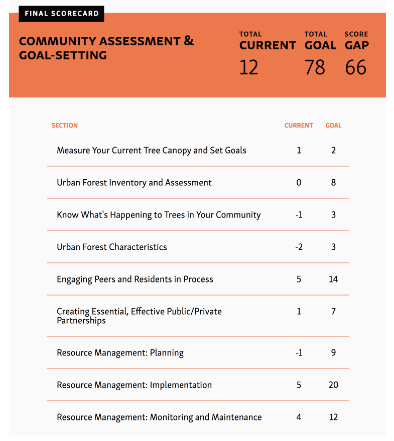 FINAL SCORECARD
COMMUNITY ASSESSMENT &
GOAL-SETTING
TOTAL CURRENT 12
TOTAL GOAL 78
SCORE GAP 66
SECTION CURRENT GOAL
Measure Your Current Tree Canopy and Set Goals 1 2
Urban Forest Inventory and Assessment 0 8
Know What's Happening to Trees in Your Community -1 3
Urban Forest Characteristics -2 3
Engaging Peers and Residents in Process 5 14
Creating Essential, Effective Public/Private
Partnerships 1 7
Resource Management: Planning -1 9
Resource Management: Implementation 5 20
Resource Management: Monitoring and Maintenance 4 12